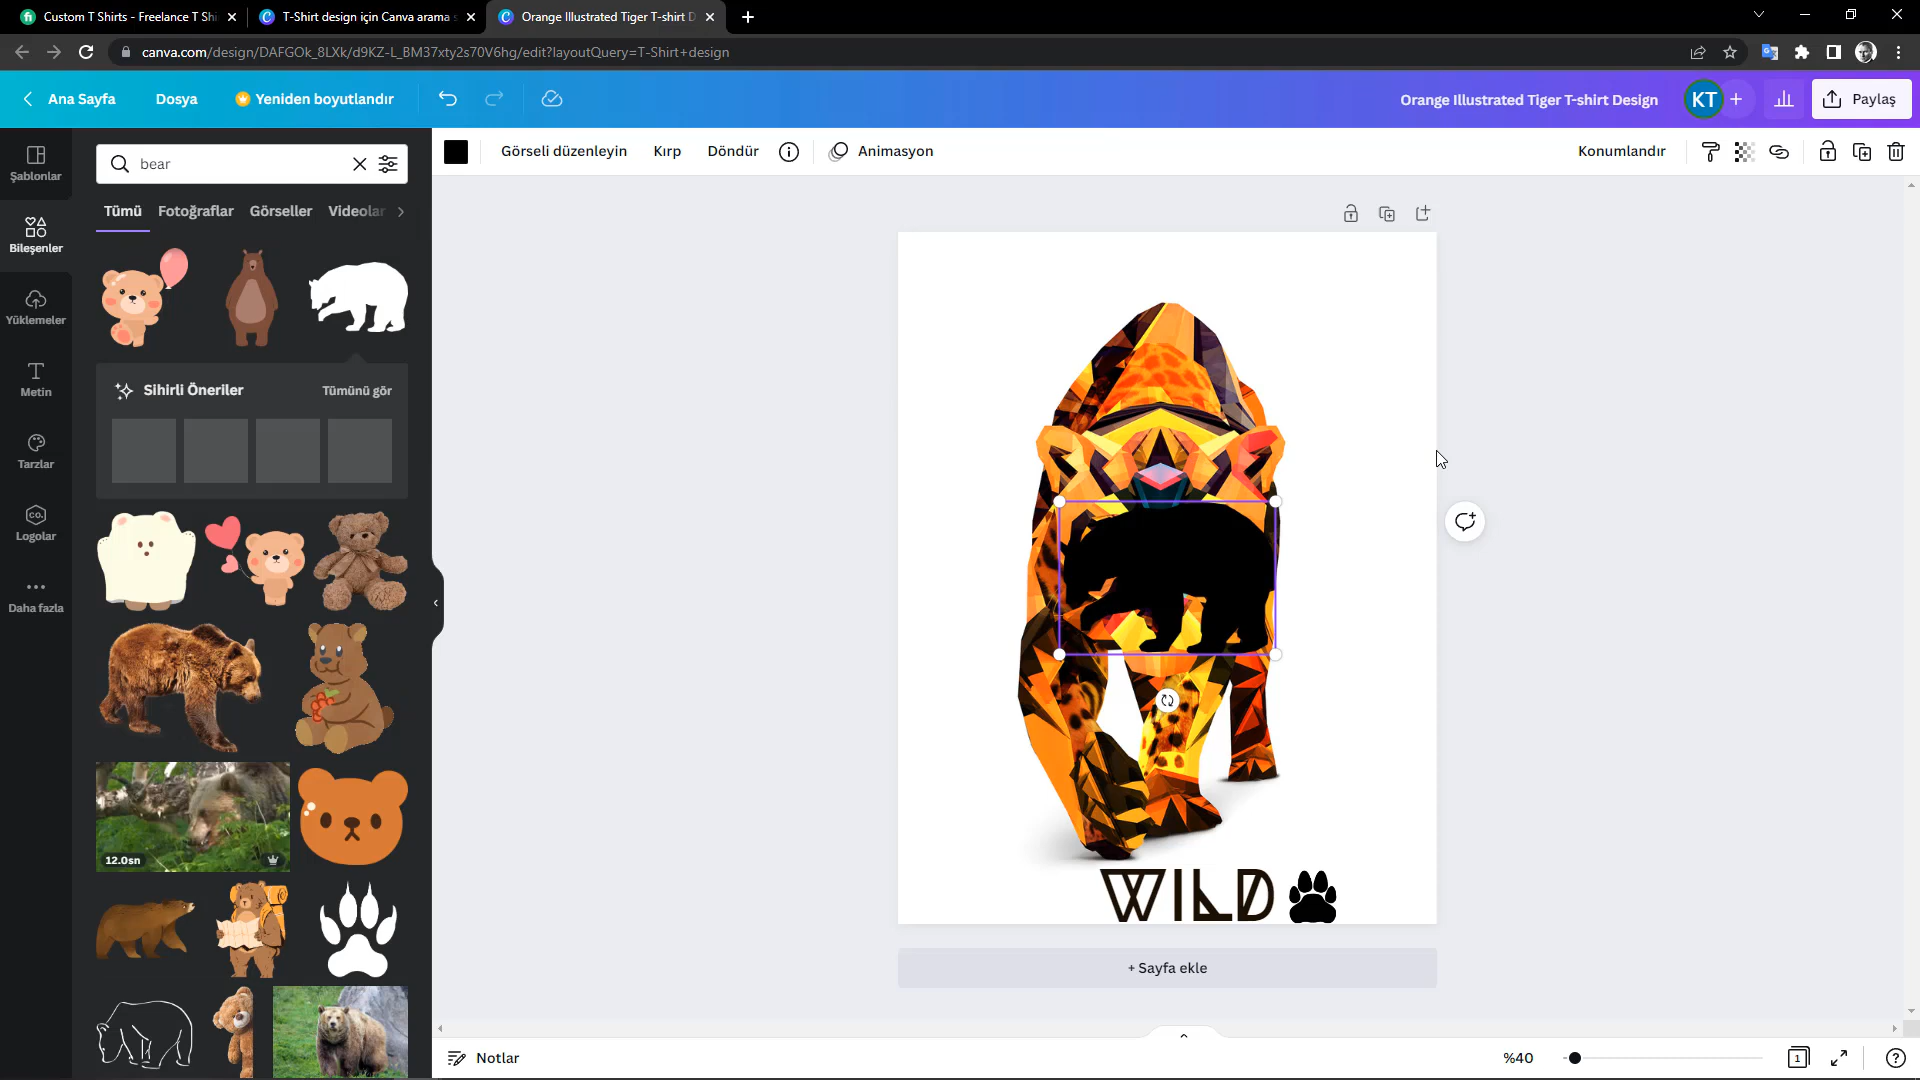 Custom T Shirts - Freelance T Shi
T-Shirt design için Canva arama s
Orange Illustrated Tiger T-shirt D
canva.com/design/DAFGOk_8LXk/d9KZ-L_BM37xty2s70V6hg/edit?layoutQuery=T-Shirt+design
Ana Sayfa
Dosya
Yeniden boyutlandır
Orange Illustrated Tiger T-shirt Design
KT
Paylaş
Şablonlar
bear
Görseli düzenleyin
Kırp
Döndür
Animasyon
Konumlandır
Tümü
Fotoğraflar
Görseller
Videolar
Bileşenler
Yüklemeler
Metin
Tarzlar
CO.
Logolar
Daha fazla
Sihirli Öneriler
Tümünü gör
12.0sn
WILD
+ Sayfa ekle
Notlar
%40
1